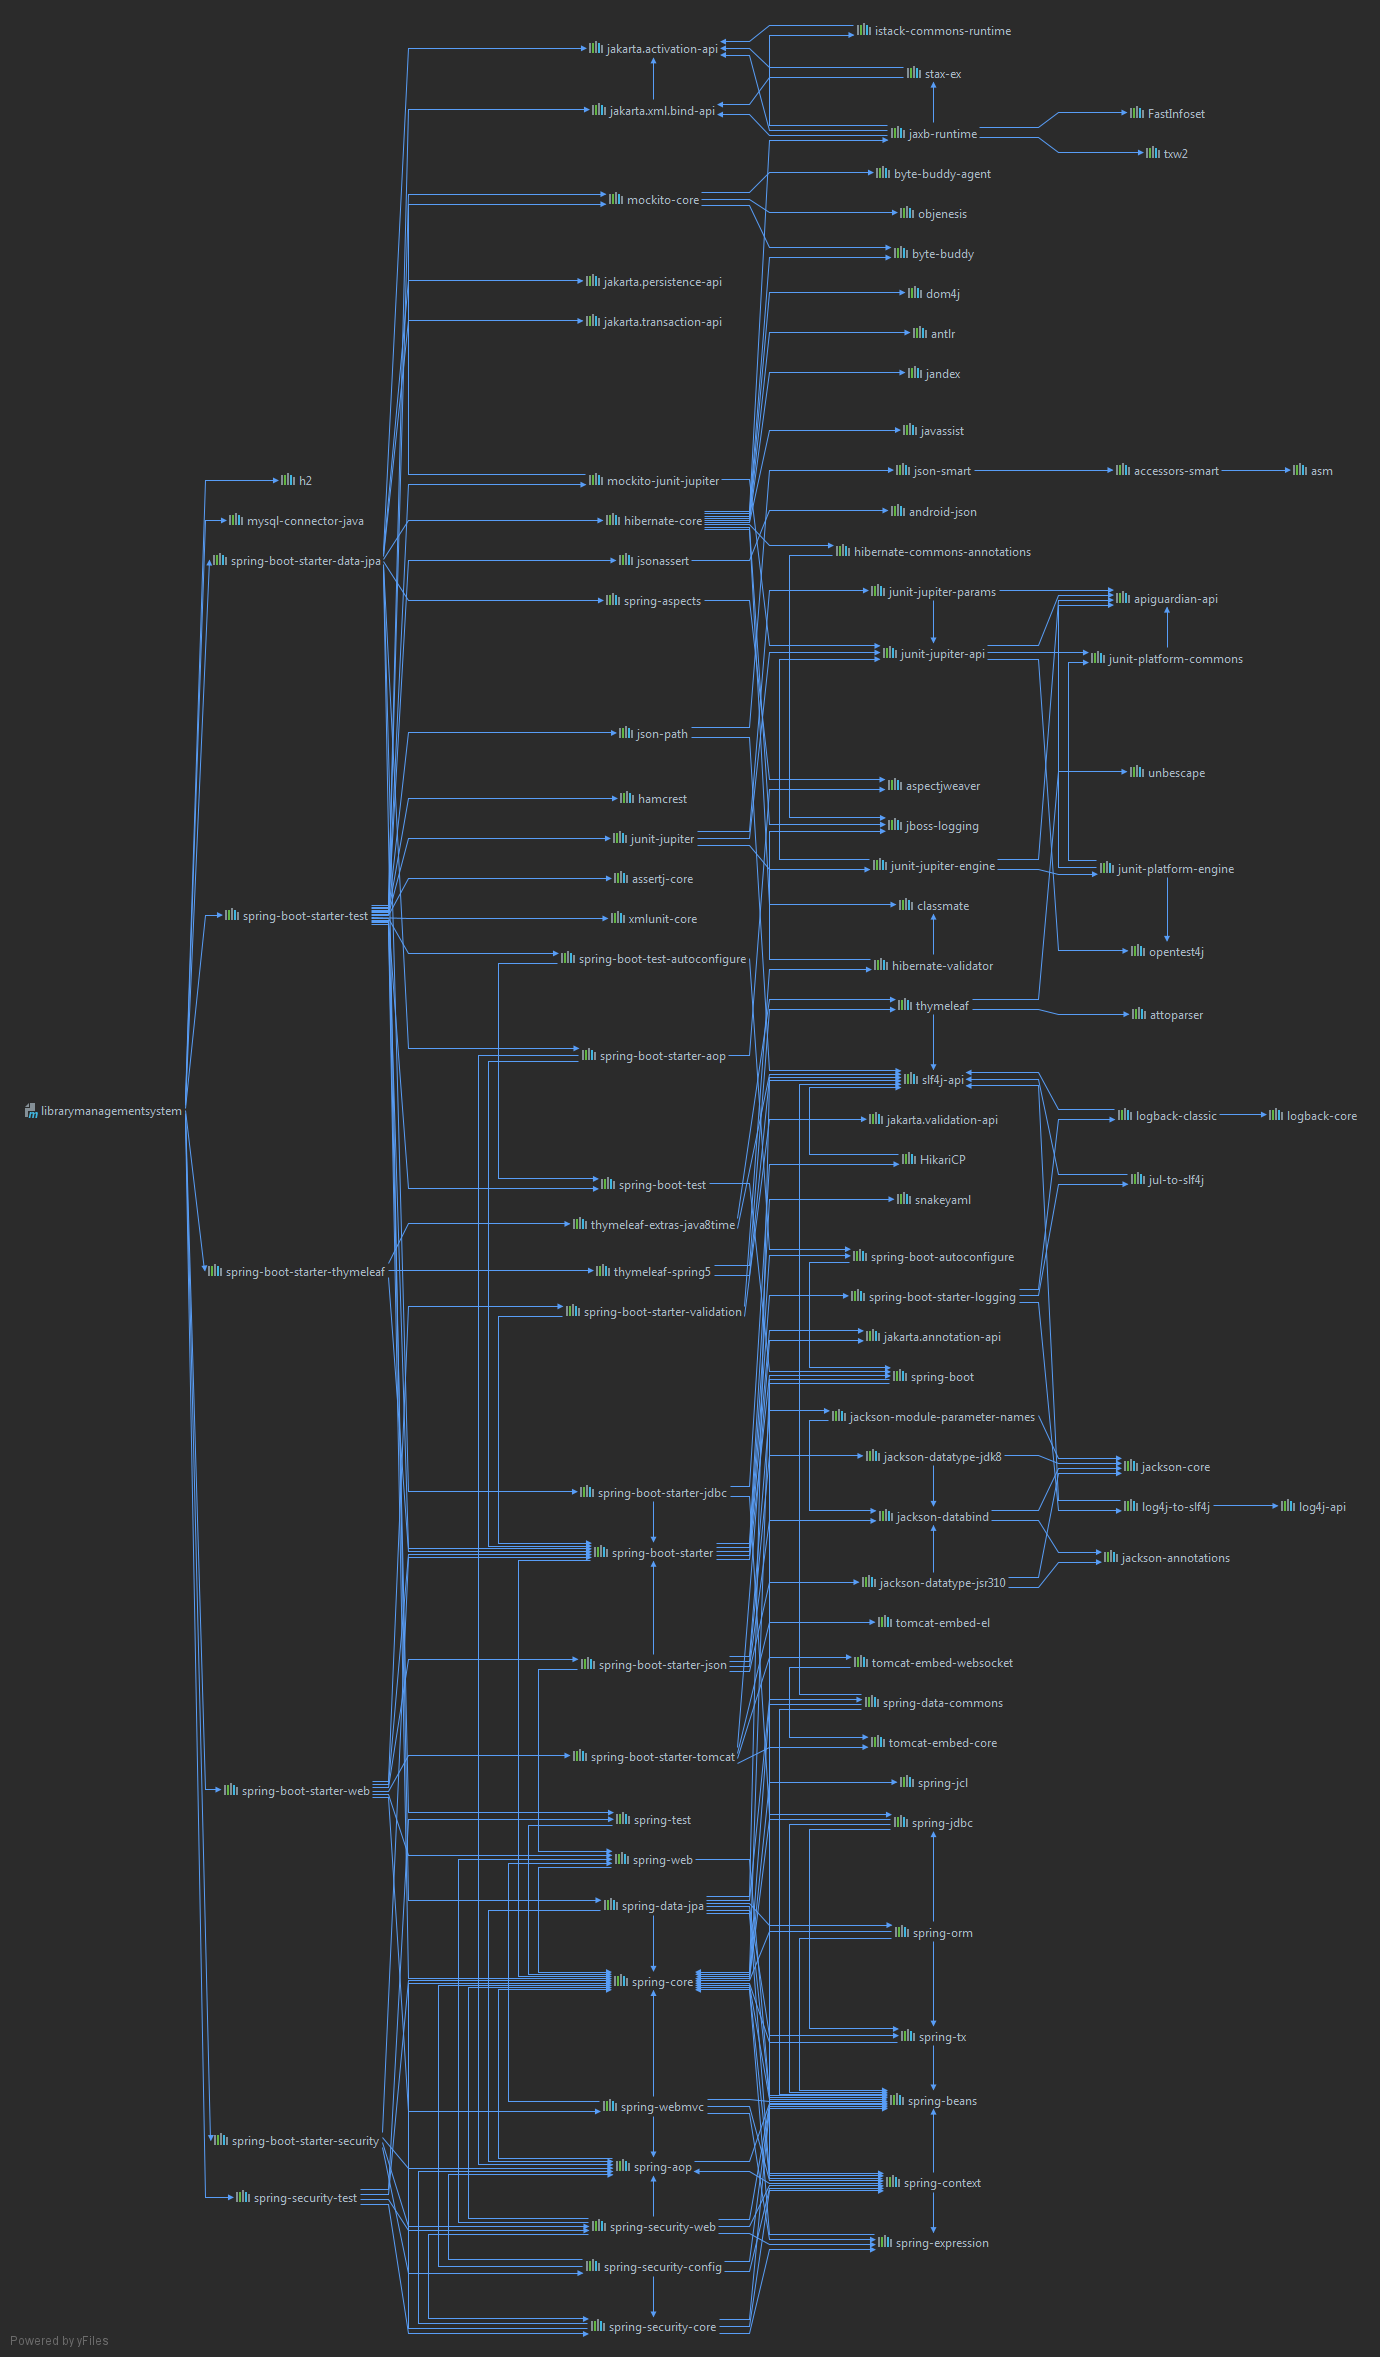 istack-commons-runtime
jakarta.activation-api
stax-ex
jakarta.xml.bind-api
FastInfoset
jaxb-runtime
txw2
byte-buddy-agent
mockito-core
objenesis
byte-buddy
jakarta.persistence-api
dom4j
jakarta.transaction-api
antlr
jandex
javassist
json-smart
accessors-smart
asm
h2
mockito-junit-jupiter
android-json
mysql-connector-java
hibernate-core
hibernate-commons-annotations
spring-boot-starter-data-jpa
jsonassert
junit-jupiter-params
apiguardian-api
spring-aspects
junit-jupiter-api
junit-platform-commons
json-path
unbescape
aspectjweaver
hamcrest
jboss-logging
junit-jupiter
junit-jupiter-engine
junit-platform-engine
assertj-core
classmate
spring-boot-starter-test
xmlunit-core
opentest4j
spring-boot-test-autoconfigure
hibernate-validator
thymeleaf
attoparser
spring-boot-starter-aop
slf4j-api
librarymanagementsystem
jakarta.validation-api
logback-classic
logback-core
HikariCP
jul-to-slf4j
spring-boot-test
snakeyaml
thymeleaf-extras-java8time
spring-boot-autoconfigure
spring-boot-starter-thymeleaf
thymeleaf-spring5
spring-boot-starter-logging
spring-boot-starter-validation
jakarta.annotation-api
spring-boot
jackson-module-parameter-names
jackson-datatype-jdk8
jackson-core
spring-boot-starter-jdbc
log4j-to-slf4j
log4j-api
jackson-databind
spring-boot-starter
jackson-annotations
jackson-datatype-jsr310
tomcat-embed-el
spring-boot-starter-json
tomcat-embed-websocket
spring-data-commons
tomcat-embed-core
spring-boot-starter-tomcat
spring-jcl
spring-boot-starter-web
spring-test
spring-jdbc
spring-web
spring-data-jpa
spring-orm
spring-core
spring-tx
spring-beans
spring-webmvc
spring-boot-starter-security
spring-aop
spring-context
spring-security-test
spring-security-web
spring-expression
spring-security-config
spring-security-core
Powered by yFiles